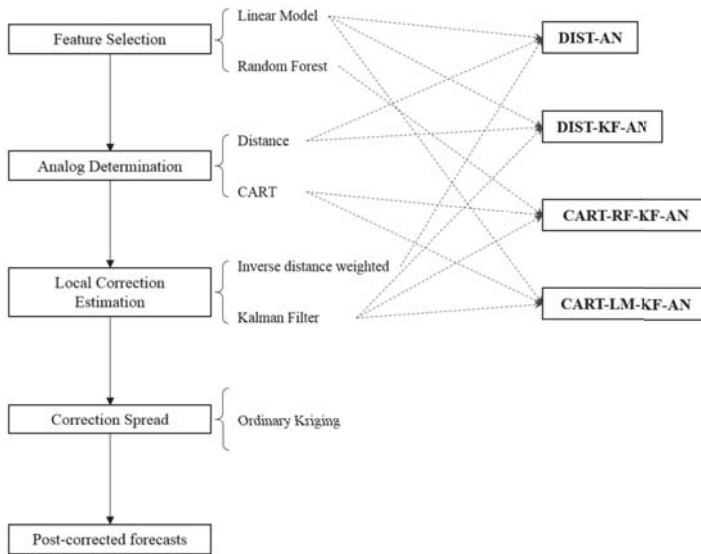 Feature Selection
Linear Model
Random Forest
DIST-AN
DIST-KF-AN
Analog Determination
Distance
CART
CART-RF-KF-AN
Local Correction
Estimation
Inverse distance weighted
Kalman Filter
CART-LM-KF-AN
Correction Spread
Ordinary Kriging
Post-corrected forecasts